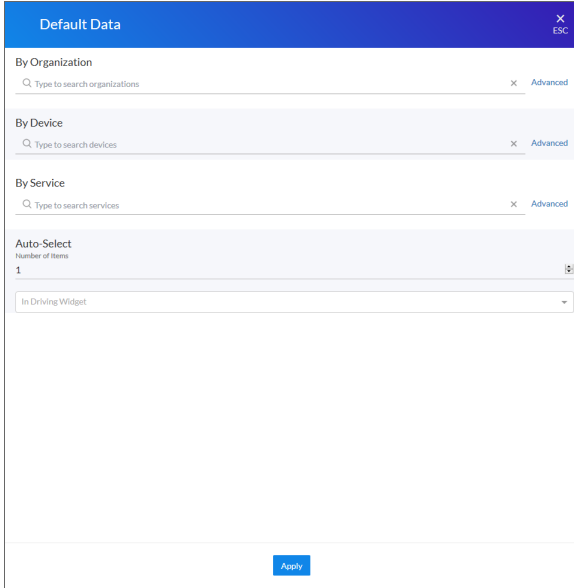 Default Data
ESC
By Organization
Type to search organizations
Advanced
By Device
Type to search devices
Advanced
By Service
Type to search services
Advanced
Auto-Select
Number of Items
1
In Driving Widget
Apply